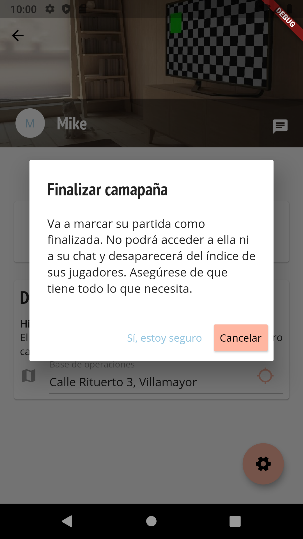 10:00
DEBUG
M
Mike
Finalizar camapaña
Va a marcar su partida como
finalizada. No podrá acceder a ella ni
a su chat y desaparecerá del índice de
sus jugadores. Asegúrese de que
tiene todo lo que necesita.
Sí, estoy seguro
Cancelar
Base de operaciones
Calle Rituerto 3, Villamayor